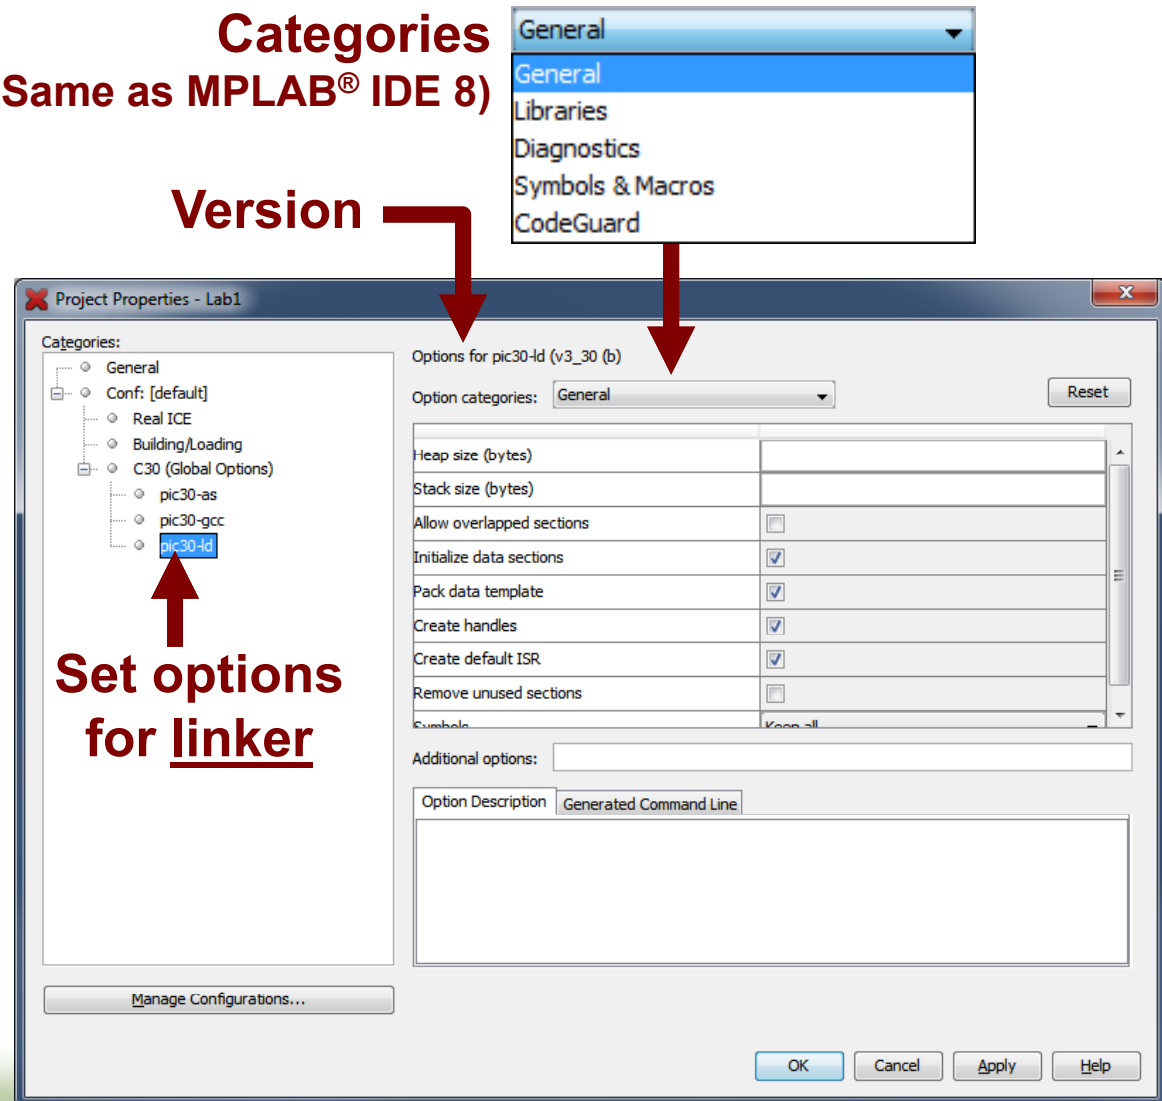 Categories
Same as MPLAB® IDE 8)
General
General
Libraries
Diagnostics
Symbols & Macros
CodeGuard
Version
Project Properties - Lab1
x
Categories:
General
Conf: [default]
Real ICE
Building/Loading
C30 (Global Options)
pic30-as
pic30-gcc
pic30-ld
Set options
for linker
Options for pic30-ld (v3_30 (b)
Option categories: General Reset
Heap size (bytes)
Stack size (bytes)
Allow overlapped sections
Initialize data sections
Pack data template
Create handles
Create default ISR
Remove unused sections
Symbols Keep all
Additional options:
Option Description Generated Command Line
Manage Configurations...
OK Cancel Apply Help